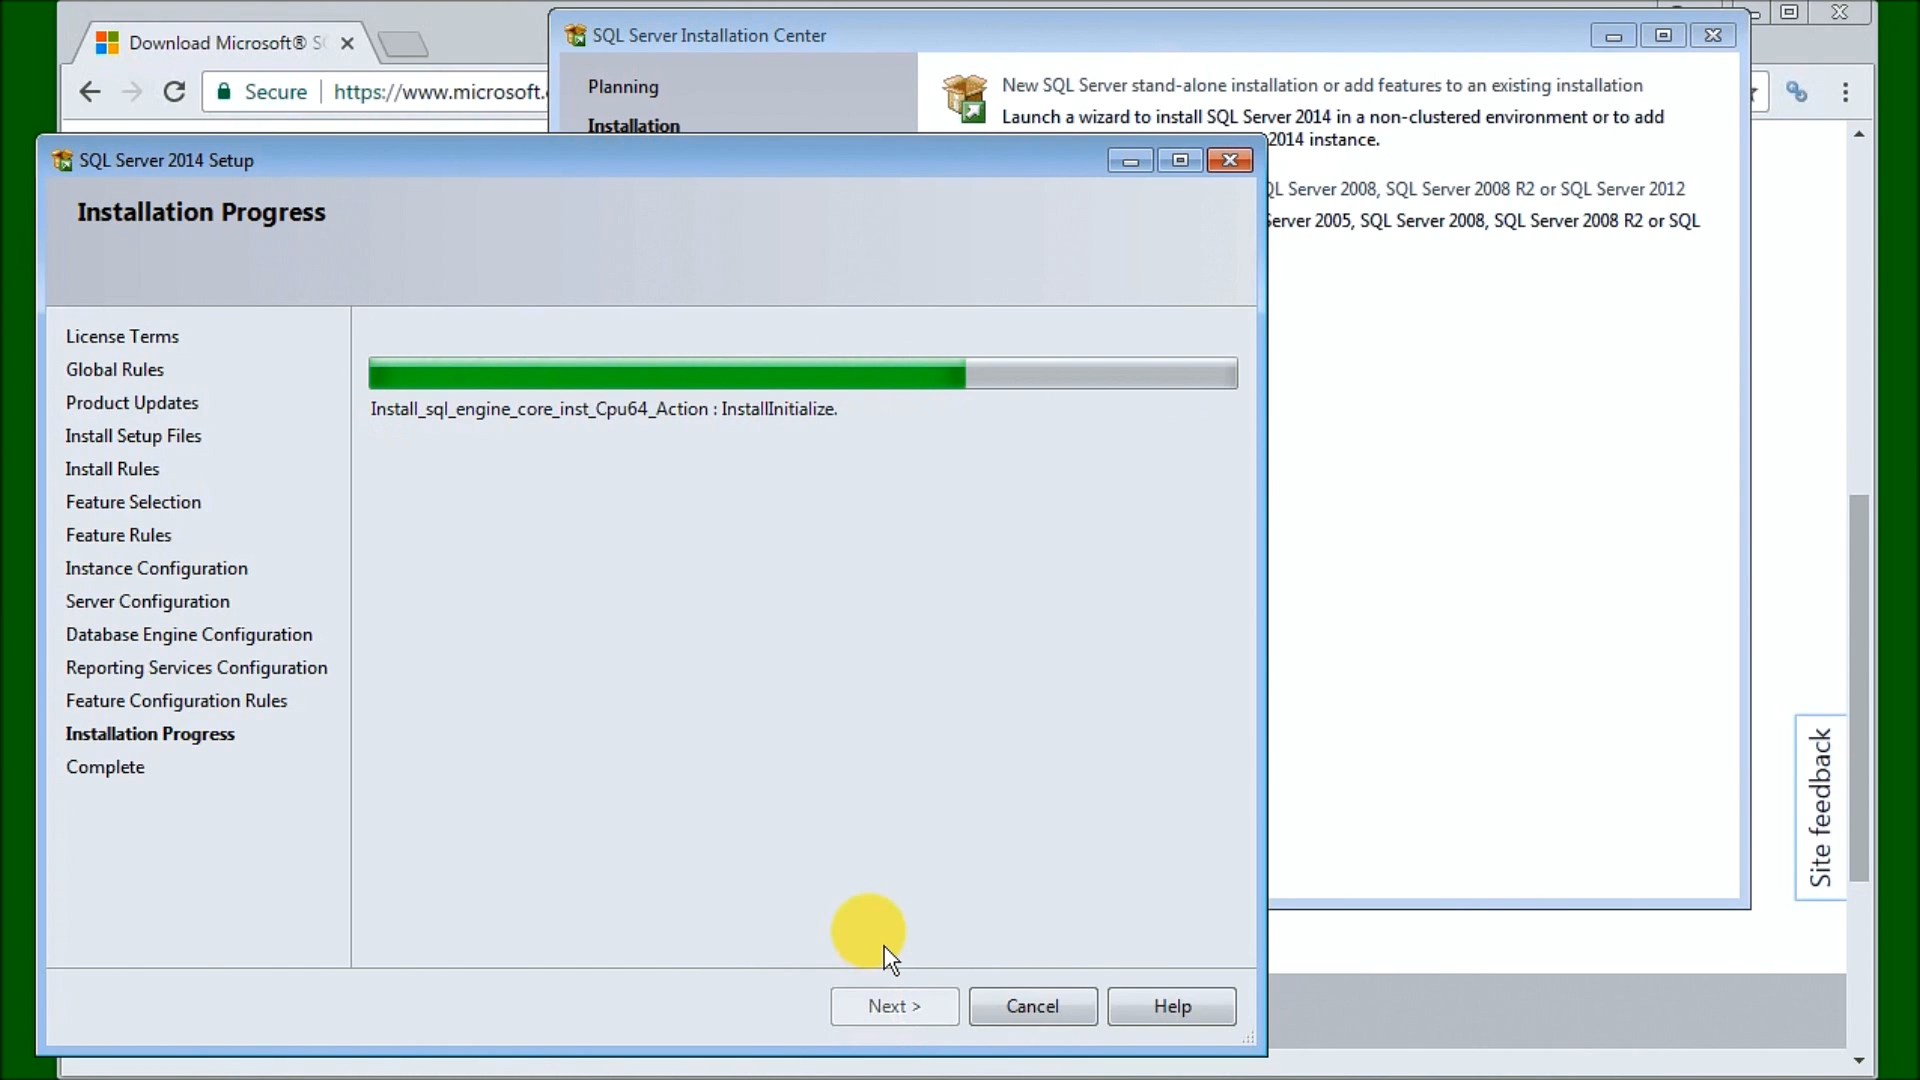 Download Microsoft® S
Secure
https://www.microsoft.
SQL Server Installation Center
Planning
Installation
New SQL Server stand-alone installation or add features to an existing installation
Launch a wizard to install SQL Server 2014 in a non-clustered environment or to add
2014 instance.
QL Server 2008, SQL Server 2008 R2 or SQL Server 2012
Server 2005, SQL Server 2008, SQL Server 2008 R2 or SQL
SQL Server 2014 Setup
Installation Progress
License Terms
Global Rules
Product Updates
Install Setup Files
Install Rules
Feature Selection
Feature Rules
Instance Configuration
Server Configuration
Database Engine Configuration
Reporting Services Configuration
Feature Configuration Rules
Installation Progress
Complete
Install_sql_engine_core_inst_Cpu64_Action : InstallInitialize.
Next >
Cancel
Help
Site feedback